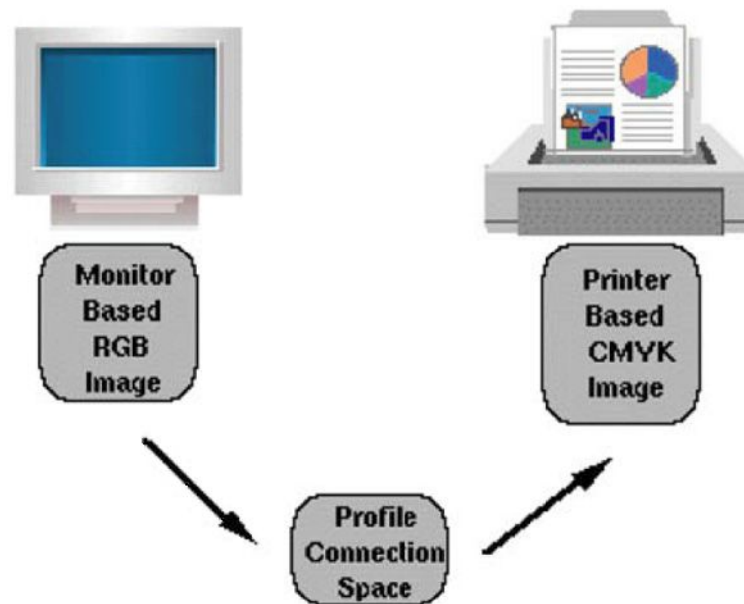 Monitor
Based
RGB
Image
Printer
Based
CMYK
Image
Profile
Connection
Space